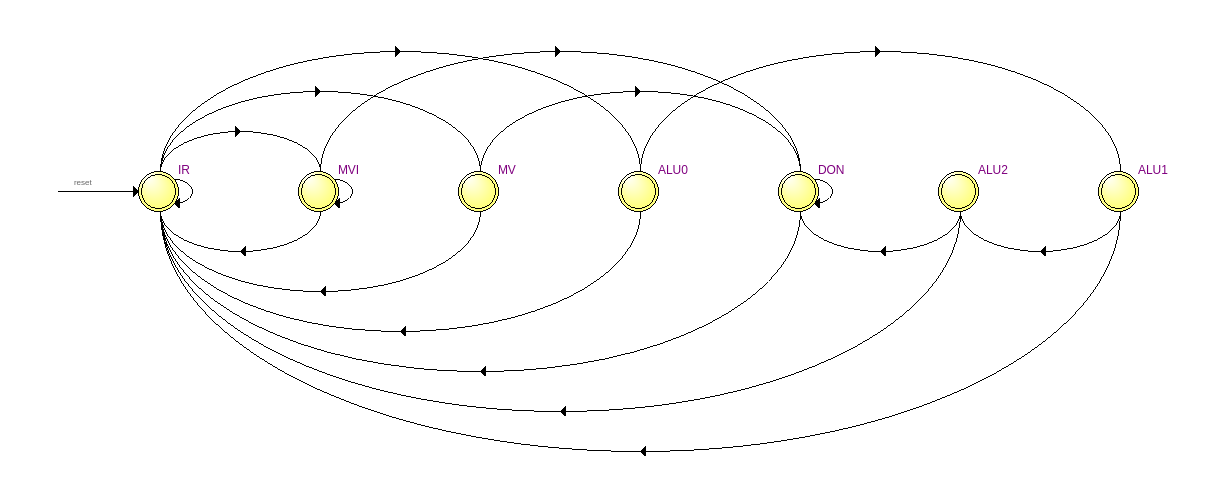 reset
IR
MVI
MV
ALU0
DON
ALU2
ALU1